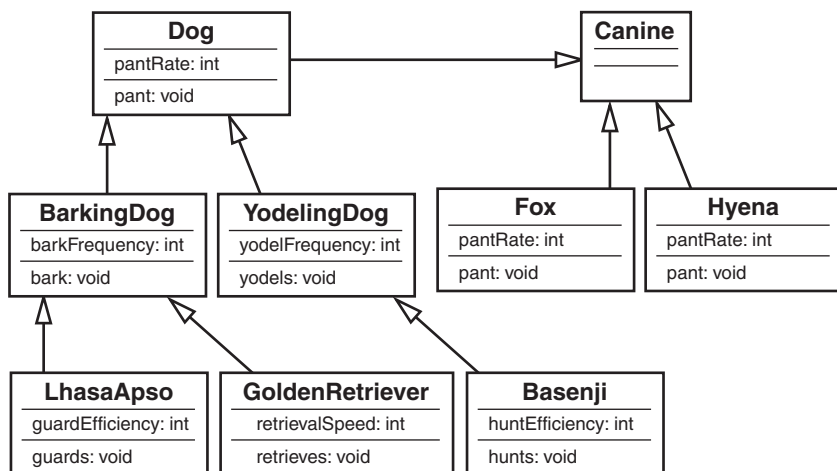 Dog
pantRate: int
pant: void
Canine
BarkingDog
barkFrequency: int
bark: void
YodelingDog
yodelFrequency: int
yodels: void
Fox
pantRate: int
pant: void
Hyena
pantRate: int
pant: void
LhasaApso
guardEfficiency: int
guards: void
GoldenRetriever
retrievalSpeed: int
retrieves: void
Basenji
huntEfficiency: int
hunts: void